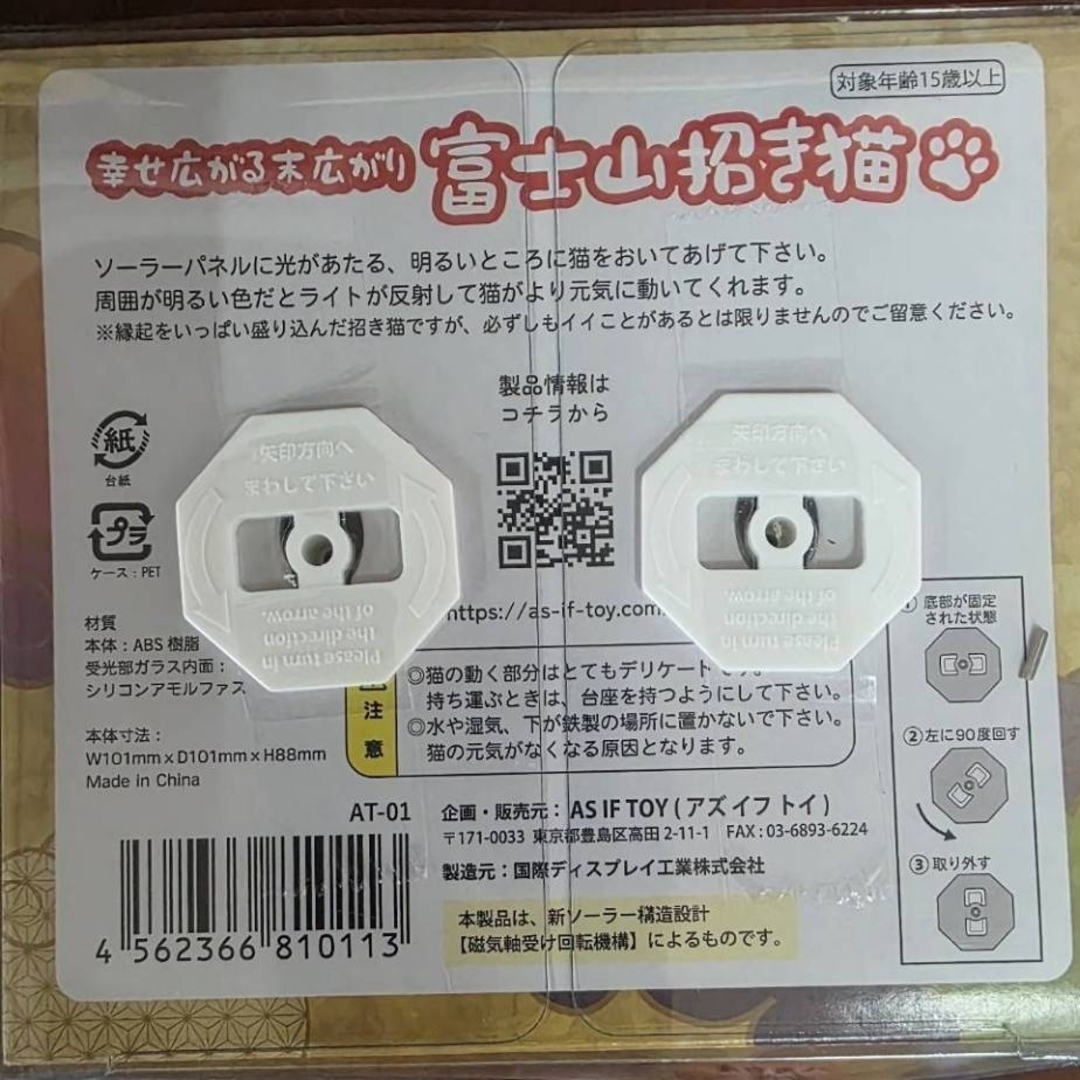 対象年齢15歳以上
幸せ広がる末広がり 富士山招き猫
ソーラーパネルに光があたる、明るいところに猫をおいてあげて下さい。
周囲が明るい色だとライトが反射して猫がより元気に動いてくれます。
※縁起をいっぱい盛り込んだ招き猫ですが、必ずしもイイことがあるとは限りませんのでご留意ください。
製品情報は
コチラから
紙
台紙
プラ
ケース:PET
矢印方向へ
まわして下さい
Please turn in
the direction
of the arrow.
矢印方向へ
まわして下さい
Please turn in
the direction
of the arrow.
https://as-if-toy.com
材質
本体:ABS 樹脂
受光部ガラス内面:
シリコンアモルファス
本体寸法:
W101mm×D101mm×H88mm
Made in China
注意
◎猫の動く部分はとてもデリケートです。
持ち運ぶときは、台座を持つようにして下さい。
◎水や湿気、下が鉄製の場所に置かないで下さい。
猫の元気がなくなる原因となります。
① 底部が固定
された状態
②左に90度回す
③取り外す
AT-01
企画・販売元:AS IF TOY (アズ イフ トイ)
〒171-0033 東京都豊島区高田 2-11-1 FAX:03-6893-6224
製造元:国際ディスプレイ工業株式会社
本製品は、新ソーラー構造設計
【磁気軸受け回転機構】によるものです。
4 562366 810113